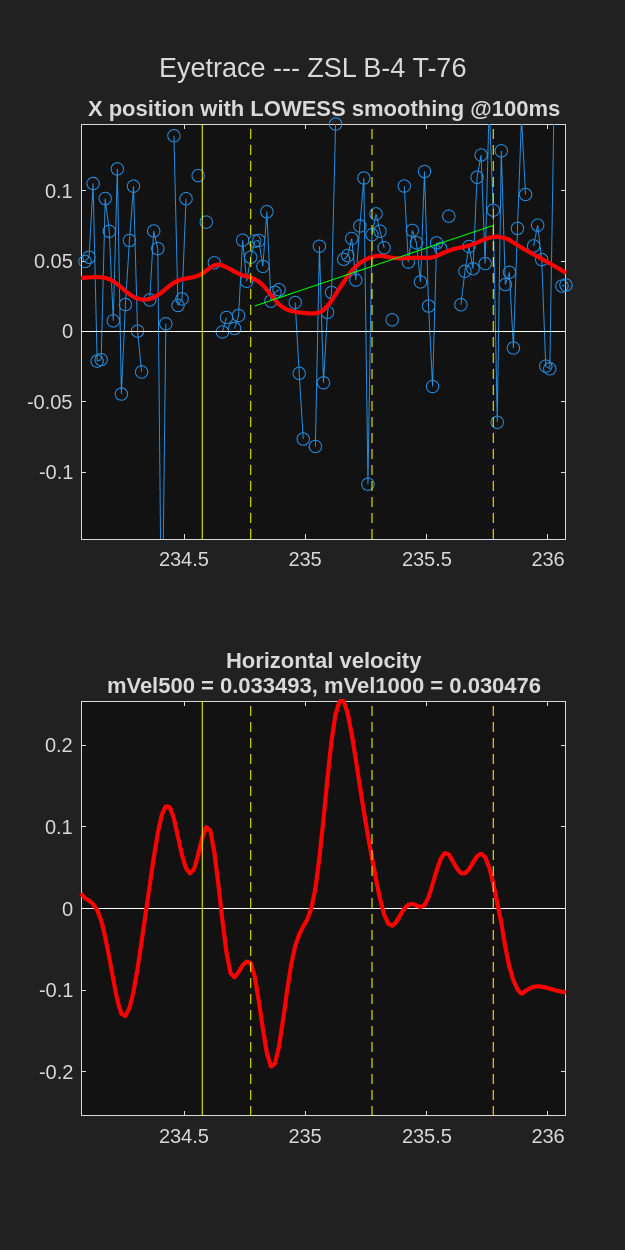 Eyetrace --- ZSL B-4 T-76
X position with LOWESS smoothing @100ms
0.1
0.05
0
-0.05
-0.1
234.5 235 235.5 236
Horizontal velocity
mVel500 = 0.033493, mVel1000 = 0.030476
0.2
0.1
0
-0.1
-0.2
234.5 235 235.5 236